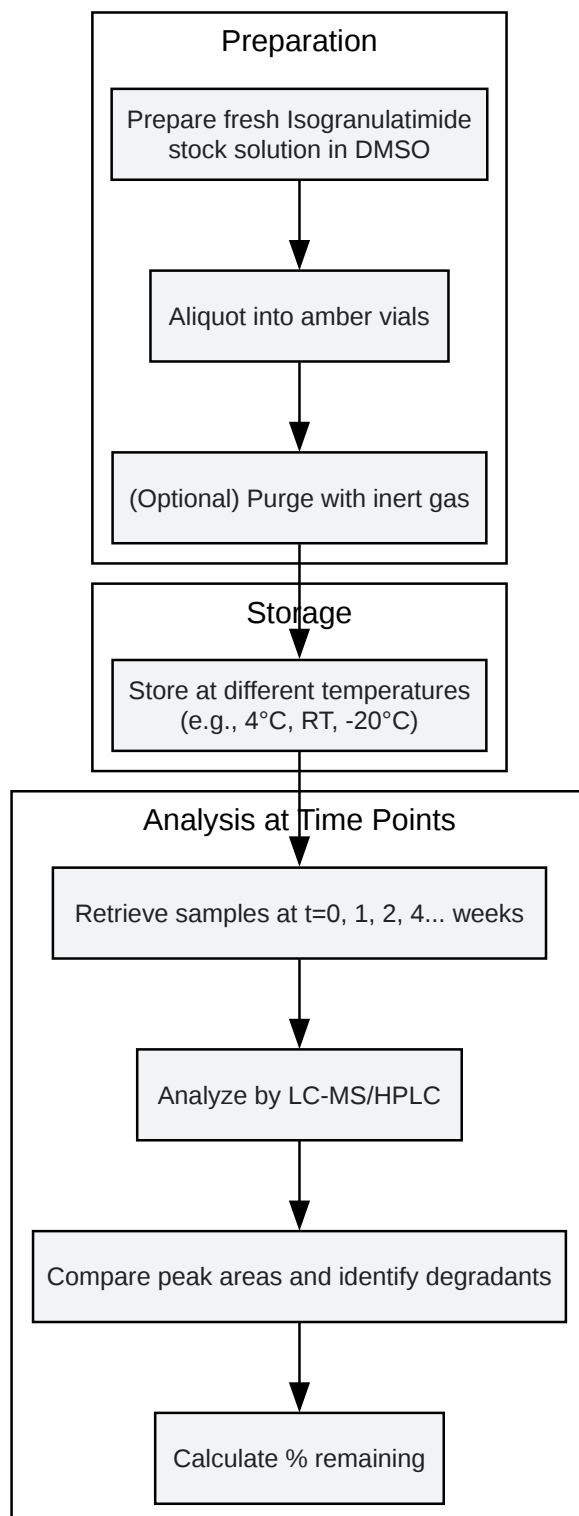 Preparation
Prepare fresh Isogranulatimide
stock solution in DMSO
Aliquot into amber vials
(Optional) Purge with inert gas
Storage
Store at different temperatures
(e.g., 4°C, RT, -20°C)
Analysis at Time Points
Retrieve samples at t=0, 1, 2, 4... weeks
Analyze by LC-MS/HPLC
Compare peak areas and identify degradants
Calculate % remaining